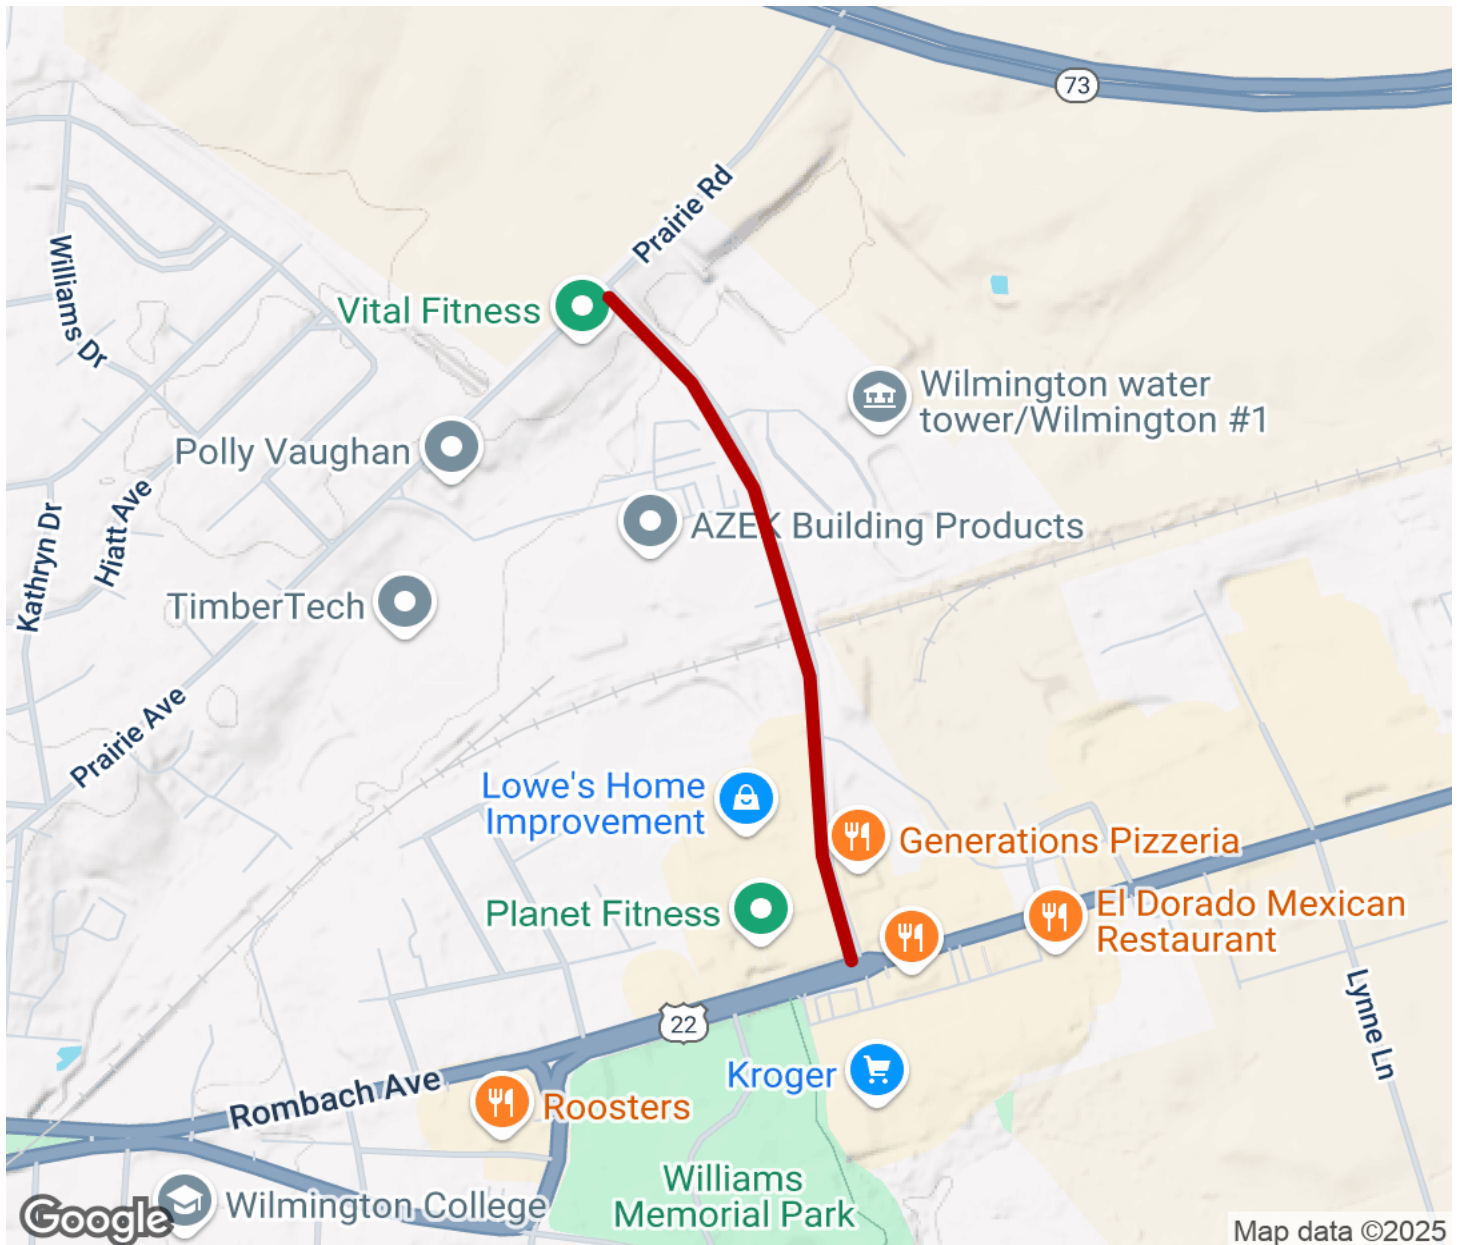 73
Prairie Rd
Williams Dr
Vital Fitness
Wilmington water
tower/Wilmington #1
Polly Vaughan
Kathryn Dr
Hiatt Ave
AZEK Building Products
TimberTech
Prairie Ave
Lowe's Home
Improvement
Generations Pizzeria
Planet Fitness
El Dorado Mexican
Restaurant
22
Lynne Ln
Kroger
Rombach Ave
Roosters
Williams
Memorial Park
Wilmington College
Google
Map data ©2025